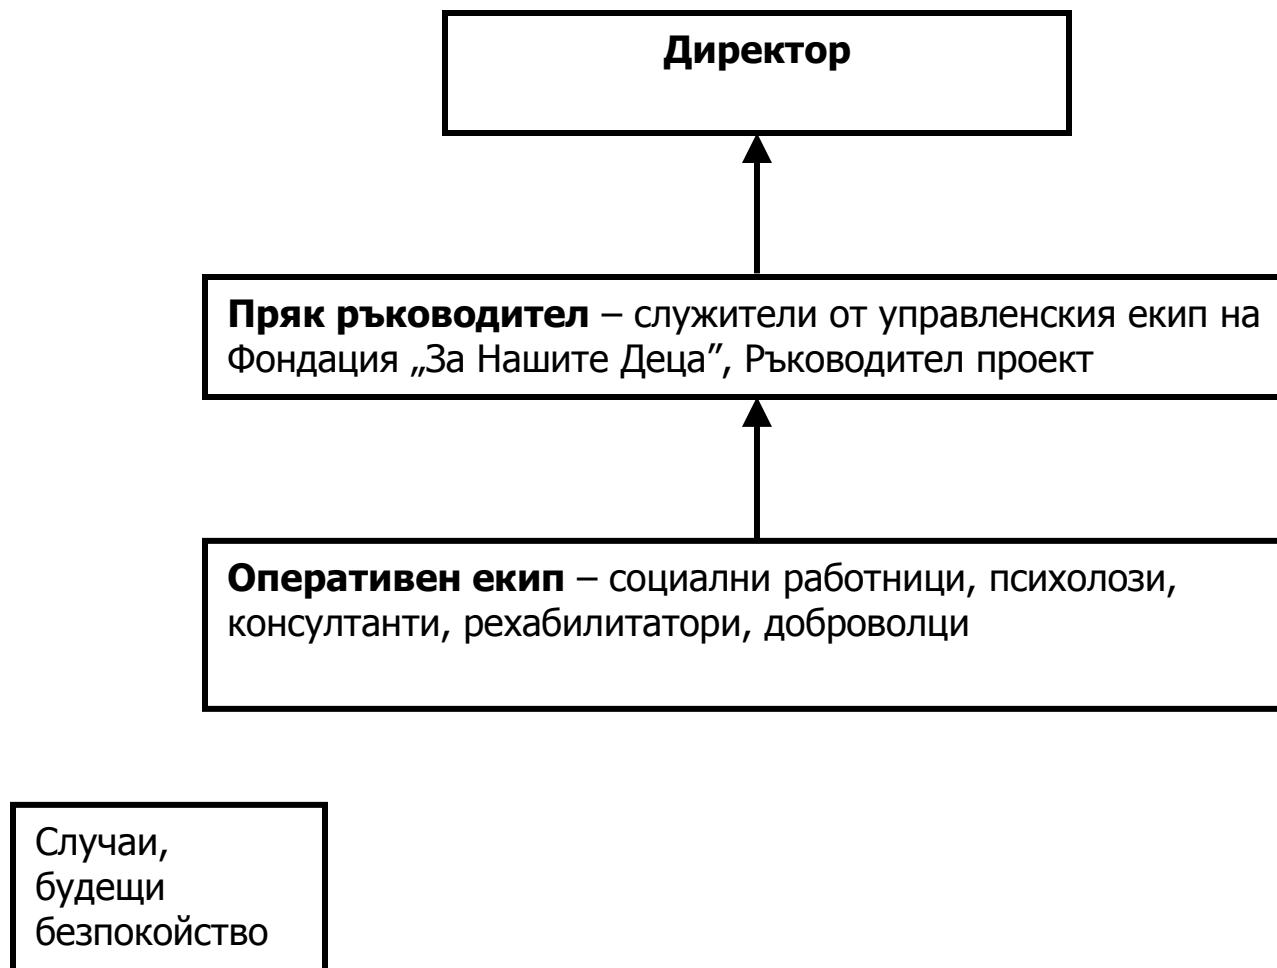 Директор
Пряк ръководител – служители от управленския екип на
Фондация „За Нашите Деца”, Ръководител проект
Оперативен екип – социални работници, психолози,
консултанти, рехабилитатори, доброволци
Случаи,
будещи
безпокойство